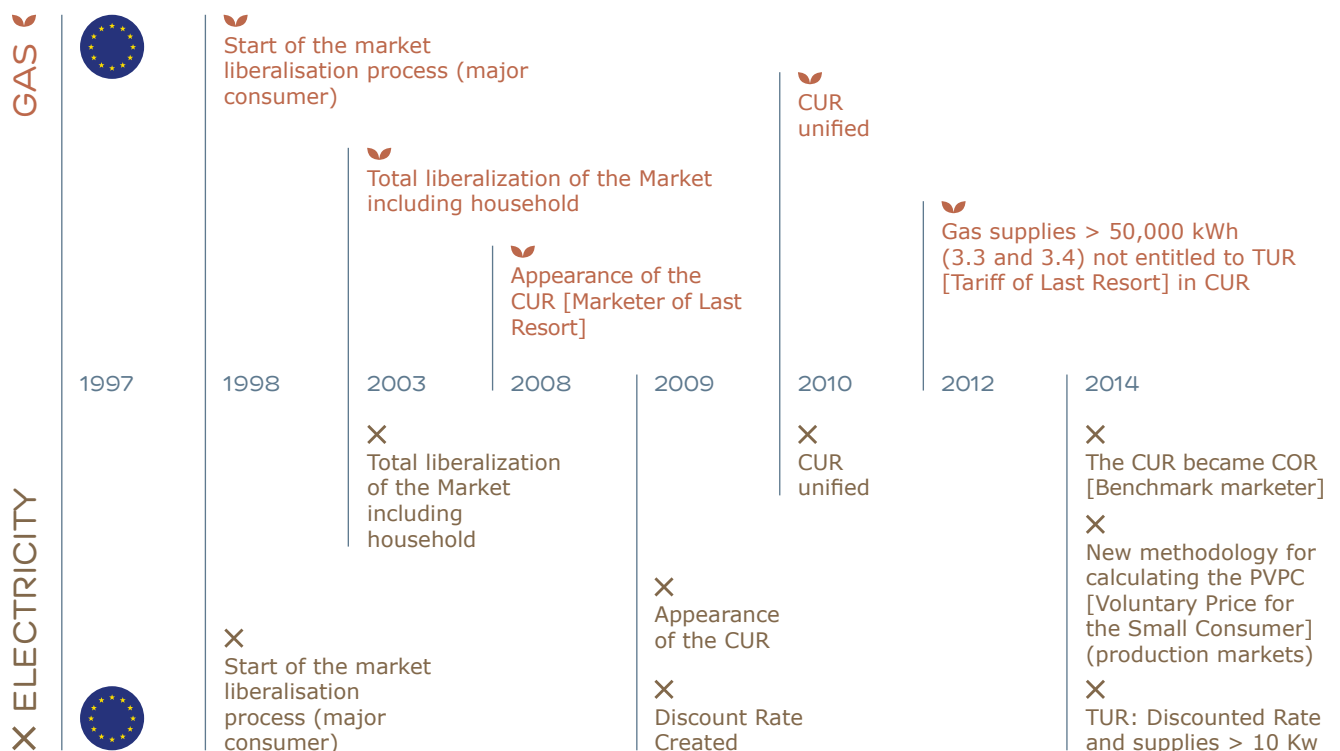 GAS
Start of the market
liberalisation process (major
consumer)
CUR
unified
Total liberalization of the Market
including household
Gas supplies > 50,000 kWh
(3.3 and 3.4) not entitled to TUR
[Tariff of Last Resort] in CUR
Appearance of the
CUR [Marketer of Last
Resort]
1997
1998
2003
2008
2009
2010
2012
2014
ELECTRICITY
Total liberalization
of the Market
including
household
CUR
unified
The CUR became COR
[Benchmark marketer]
New methodology for
calculating the PVPC
[Voluntary Price for
the Small Consumer]
(production markets)
Appearance
of the CUR
Start of the market
liberalisation
process (major
consumer)
Discount Rate
Created
TUR: Discounted Rate
and supplies > 10 Kw